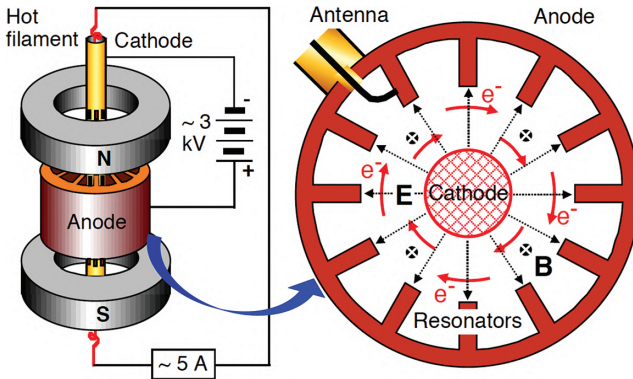 Hot
filament
Cathode
-
~ 3
kV
+
N
Anode
S
~ 5 A
Antenna
Anode
e-
e-
e-
E
Cathode
e-
B
e-
Resonators